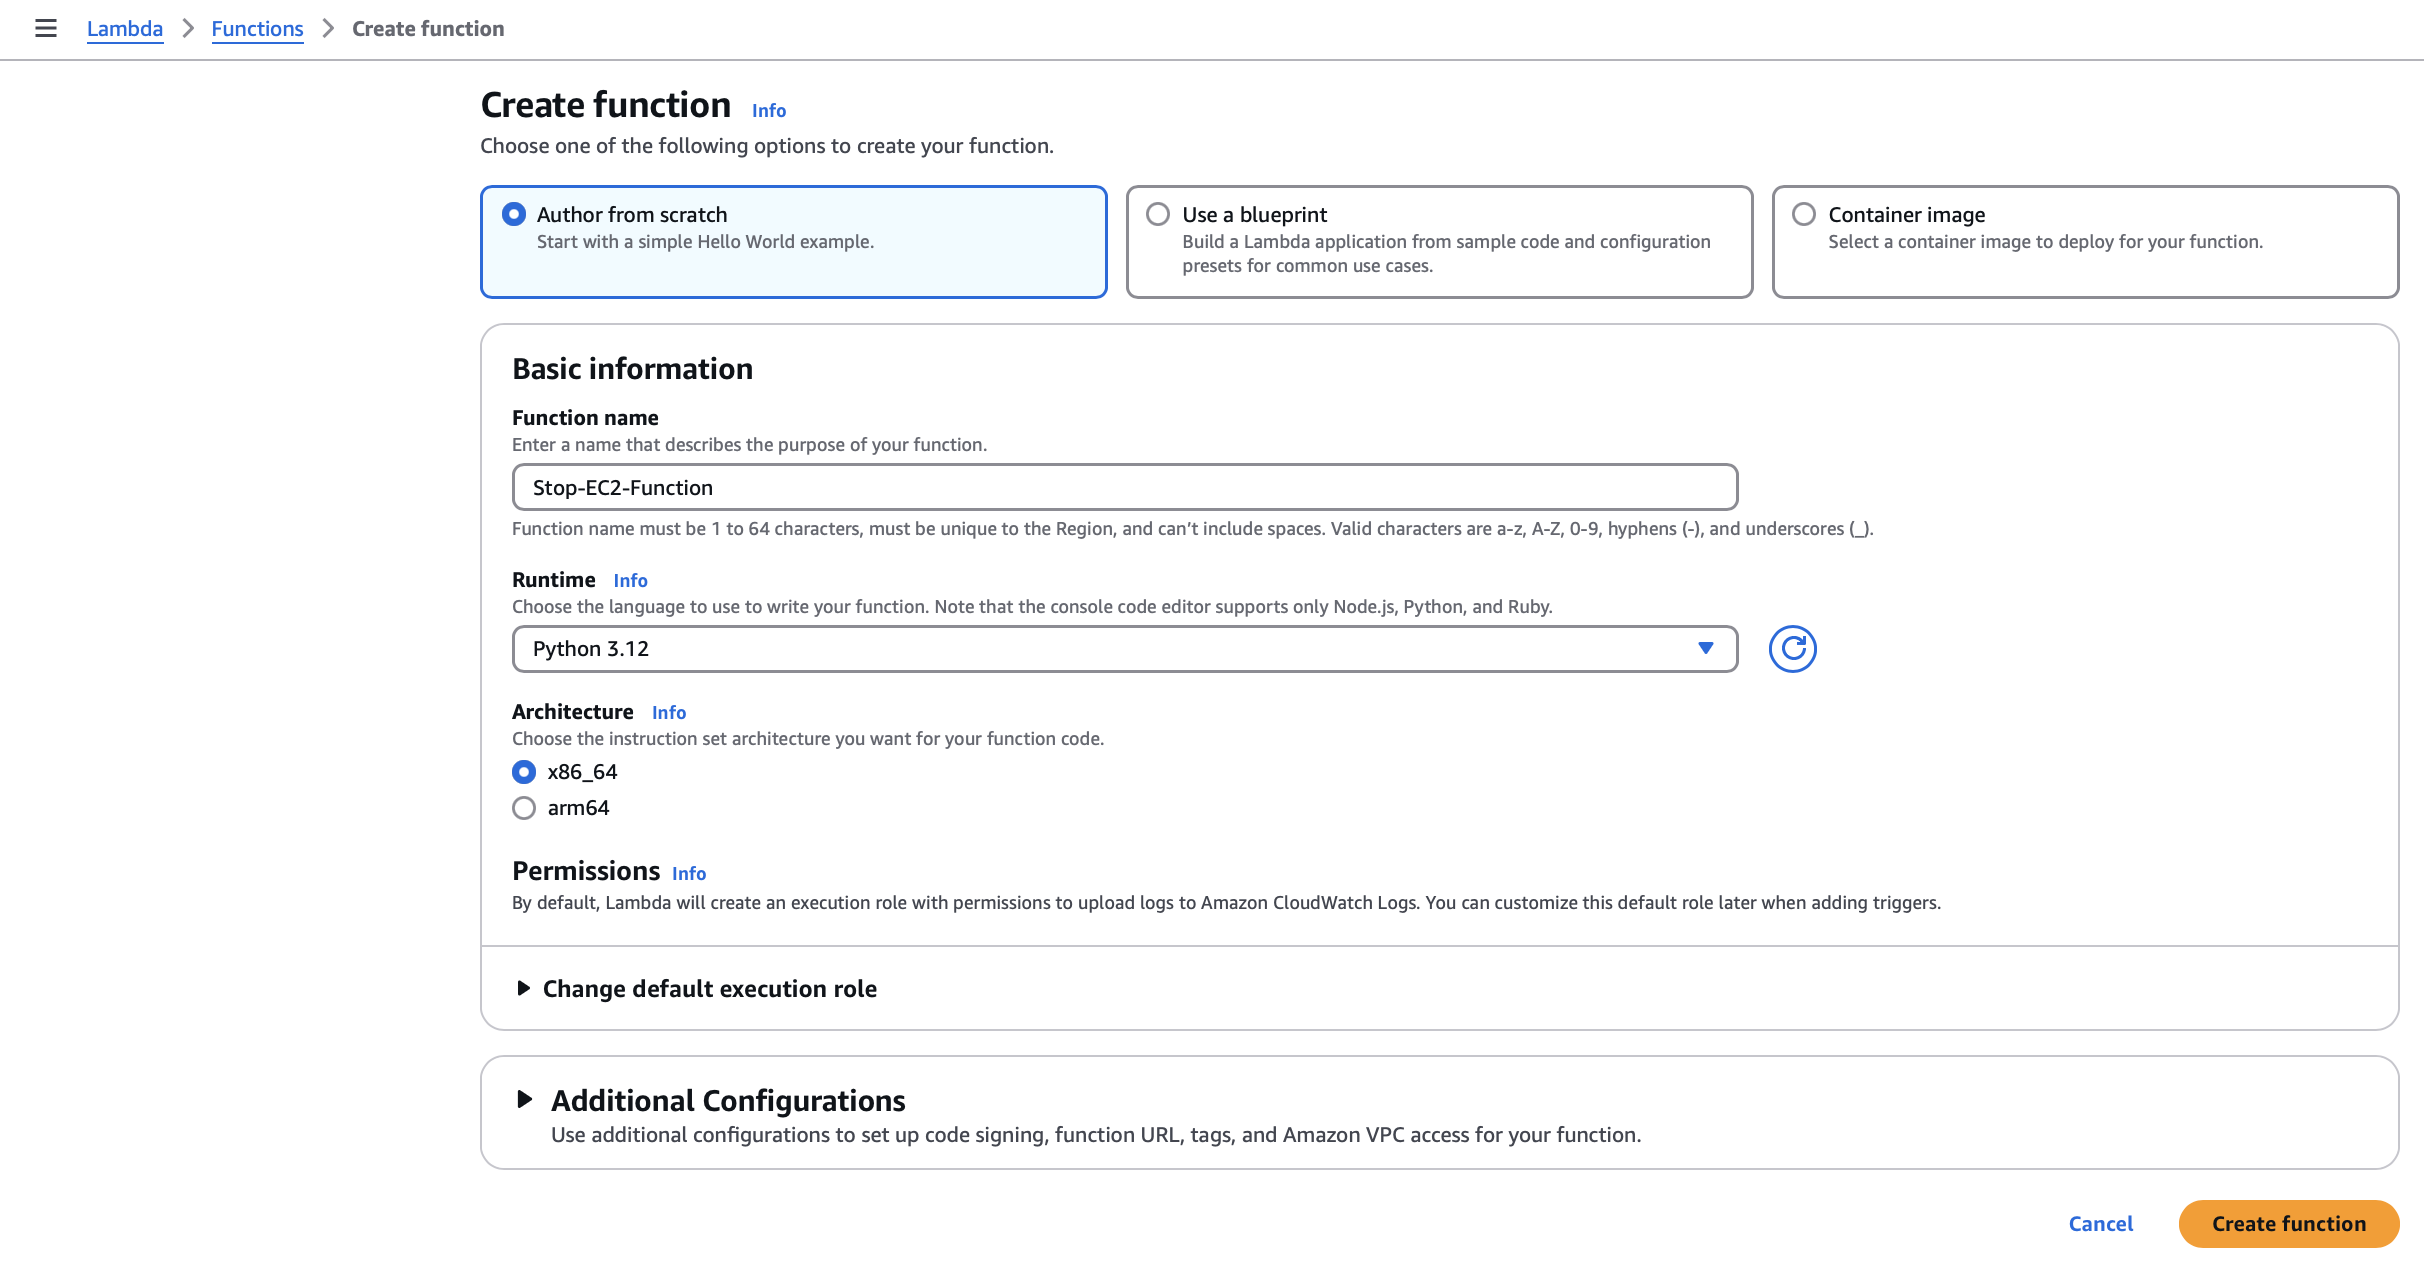 Lambda > Functions > Create function
Create function Info
Choose one of the following options to create your function.
Author from scratch
Start with a simple Hello World example.
Use a blueprint
Build a Lambda application from sample code and configuration
presets for common use cases.
Container image
Select a container image to deploy for your function.
Basic information
Function name
Enter a name that describes the purpose of your function.
Stop-EC2-Function
Function name must be 1 to 64 characters, must be unique to the Region, and can’t include spaces. Valid characters are a-z, A-Z, 0-9, hyphens (-), and underscores (_).
Runtime Info
Choose the language to use to write your function. Note that the console code editor supports only Node.js, Python, and Ruby.
Python 3.12
Architecture Info
Choose the instruction set architecture you want for your function code.
x86_64
arm64
Permissions Info
By default, Lambda will create an execution role with permissions to upload logs to Amazon CloudWatch Logs. You can customize this default role later when adding triggers.
Change default execution role
Additional Configurations
Use additional configurations to set up code signing, function URL, tags, and Amazon VPC access for your function.
Cancel Create function